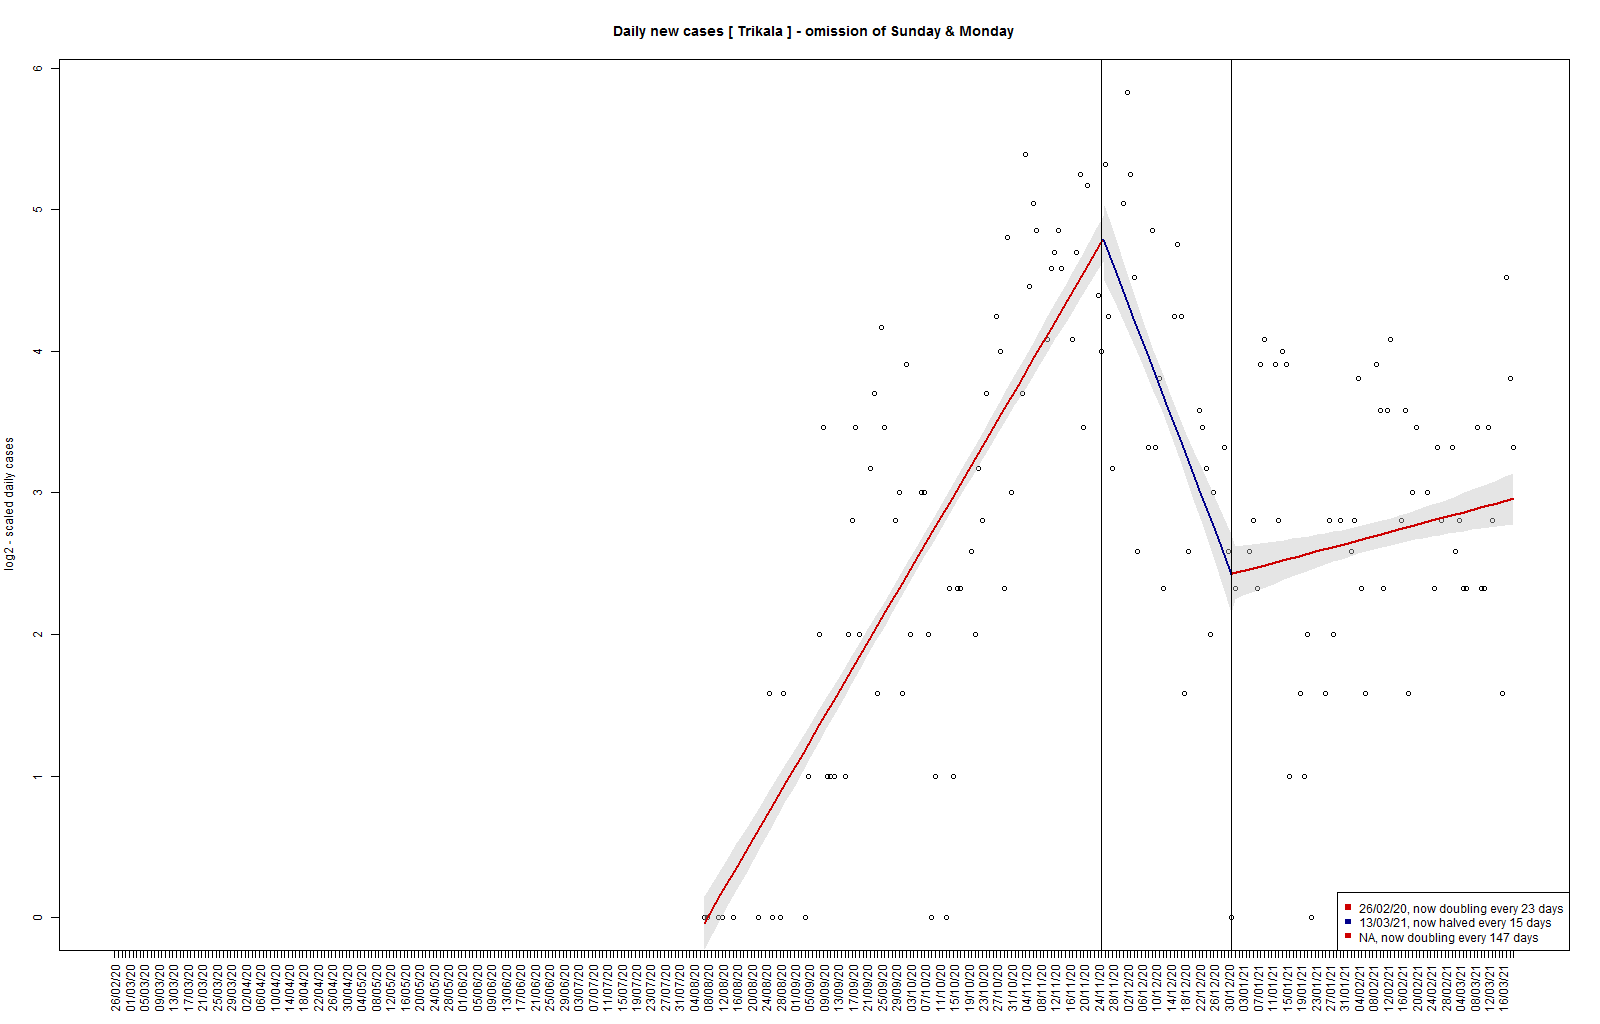 Daily new cases [ Trikala ] - omission of Sunday & Monday
log2 - scaled daily cases
6
5
4
3
2
1
0
26/02/20, now doubling every 23 days
13/03/21, now halved every 15 days
NA, now doubling every 147 days
26/02/20 01/03/20 05/03/20 09/03/20 13/03/20 17/03/20 21/03/20 25/03/20 29/03/20 02/04/20 06/04/20 10/04/20 14/04/20 18/04/20 22/04/20 26/04/20 30/04/20 04/05/20 08/05/20 12/05/20 16/05/20 20/05/20 24/05/20 28/05/20 01/06/20 05/06/20 09/06/20 13/06/20 17/06/20 21/06/20 25/06/20 29/06/20 03/07/20 07/07/20 11/07/20 15/07/20 19/07/20 23/07/20 27/07/20 31/07/20 04/08/20 08/08/20 12/08/20 16/08/20 20/08/20 24/08/20 28/08/20 01/09/20 05/09/20 09/09/20 13/09/20 17/09/20 21/09/20 25/09/20 29/09/20 03/10/20 07/10/20 11/10/20 15/10/20 19/10/20 23/10/20 27/10/20 31/10/20 04/11/20 08/11/20 12/11/20 16/11/20 20/11/20 24/11/20 28/11/20 02/12/20 06/12/20 10/12/20 14/12/20 18/12/20 22/12/20 26/12/20 30/12/20 03/01/21 07/01/21 11/01/21 15/01/21 19/01/21 23/01/21 27/01/21 31/01/21 04/02/21 08/02/21 12/02/21 16/02/21 20/02/21 24/02/21 28/02/21 04/03/21 08/03/21 12/03/21 16/03/21